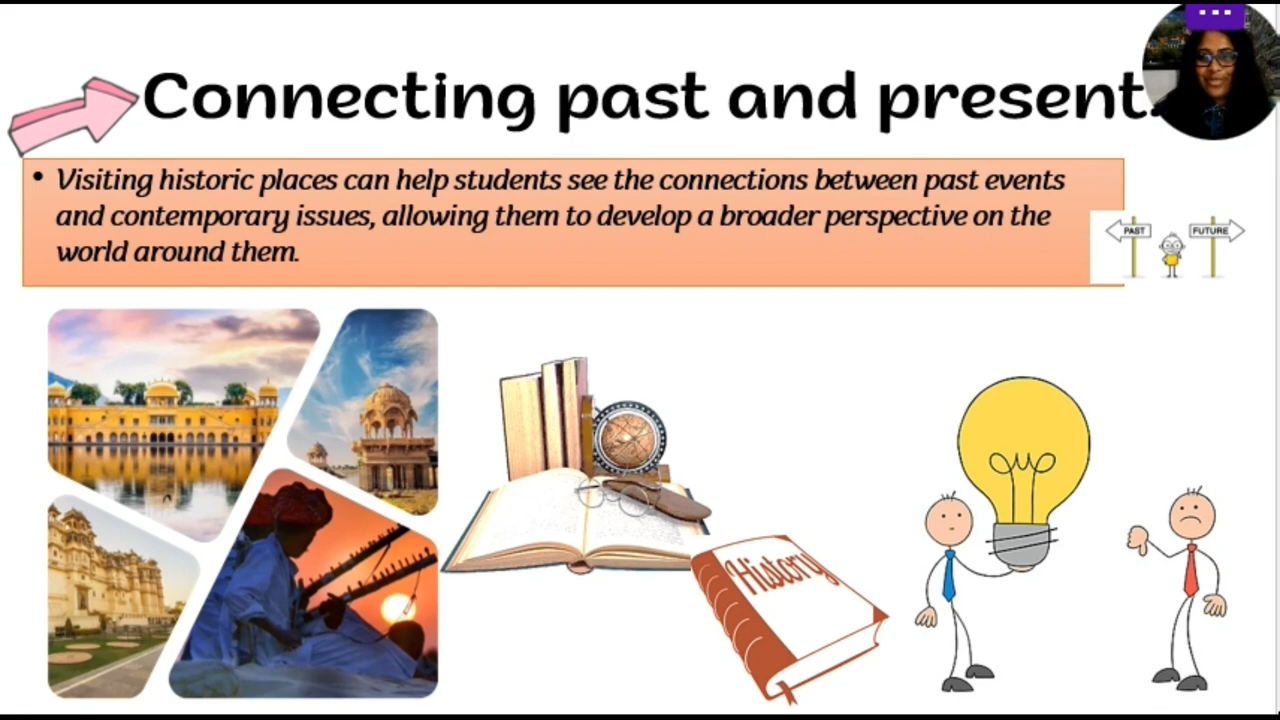 Connecting past and present.
• Visiting historic places can help students see the connections between past events
and contemporary issues, allowing them to develop a broader perspective on the
world around them.
PAST
FUTURE
History